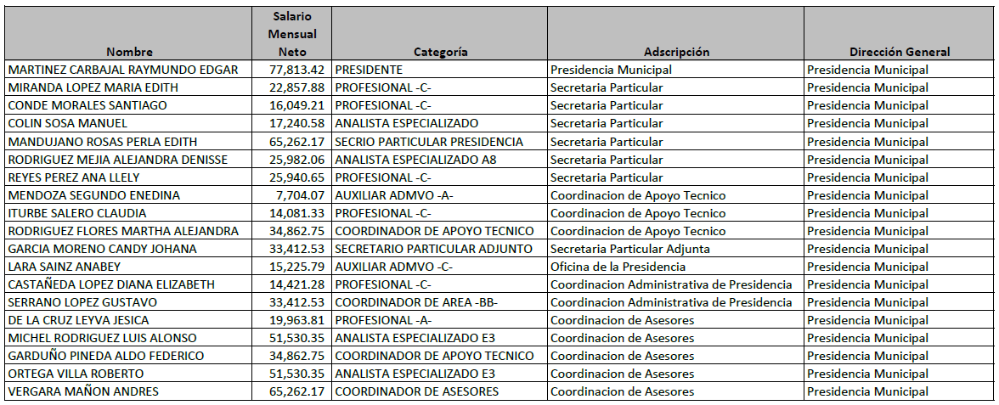 Nombre Salario Mensual Neto Categoría Adscripción Dirección General
MARTINEZ CARBAJAL RAYMUNDO EDGAR 77,813.42 PRESIDENTE Presidencia Municipal Presidencia Municipal
MIRANDA LOPEZ MARIA EDITH 22,857.88 PROFESIONAL -C- Secretaria Particular Presidencia Municipal
CONDE MORALES SANTIAGO 16,049.21 PROFESIONAL -C- Secretaria Particular Presidencia Municipal
COLIN SOSA MANUEL 17,240.58 ANALISTA ESPECIALIZADO Secretaria Particular Presidencia Municipal
MANDUJANO ROSAS PERLA EDITH 65,262.17 SECRIO PARTICULAR PRESIDENCIA Secretaria Particular Presidencia Municipal
RODRIGUEZ MEJIA ALEJANDRA DENISSE 25,982.06 ANALISTA ESPECIALIZADO A8 Secretaria Particular Presidencia Municipal
REYES PEREZ ANA LLELY 25,940.65 PROFESIONAL -C- Secretaria Particular Presidencia Municipal
MENDOZA SEGUNDO ENEDINA 7,704.07 AUXILIAR ADMVO -A- Coordinacion de Apoyo Tecnico Presidencia Municipal
ITURBE SALERO CLAUDIA 14,081.33 PROFESIONAL -C- Coordinacion de Apoyo Tecnico Presidencia Municipal
RODRIGUEZ FLORES MARTHA ALEJANDRA 34,862.75 COORDINADOR DE APOYO TECNICO Coordinacion de Apoyo Tecnico Presidencia Municipal
GARCIA MORENO CANDY JOHANA 33,412.53 SECRETARIO PARTICULAR ADJUNTO Secretaria Particular Adjunta Presidencia Municipal
LARA SAINZ ANABEY 15,225.79 AUXILIAR ADMVO -C- Oficina de la Presidencia Presidencia Municipal
CASTAÑEDA LOPEZ DIANA ELIZABETH 14,421.28 PROFESIONAL -C- Coordinacion Administrativa de Presidencia Presidencia Municipal
SERRANO LOPEZ GUSTAVO 33,412.53 COORDINADOR DE AREA -BB- Coordinacion Administrativa de Presidencia Presidencia Municipal
DE LA CRUZ LEYVA JESICA 19,963.81 PROFESIONAL -A- Coordinacion de Asesores Presidencia Municipal
MICHEL RODRIGUEZ LUIS ALONSO 51,530.35 ANALISTA ESPECIALIZADO E3 Coordinacion de Asesores Presidencia Municipal
GARDUÑO PINEDA ALDO FEDERICO 34,862.75 COORDINADOR DE APOYO TECNICO Coordinacion de Asesores Presidencia Municipal
ORTEGA VILLA ROBERTO 51,530.35 ANALISTA ESPECIALIZADO E3 Coordinacion de Asesores Presidencia Municipal
VERGARA MAÑON ANDRES 65,262.17 COORDINADOR DE ASESORES Coordinacion de Asesores Presidencia Municipal